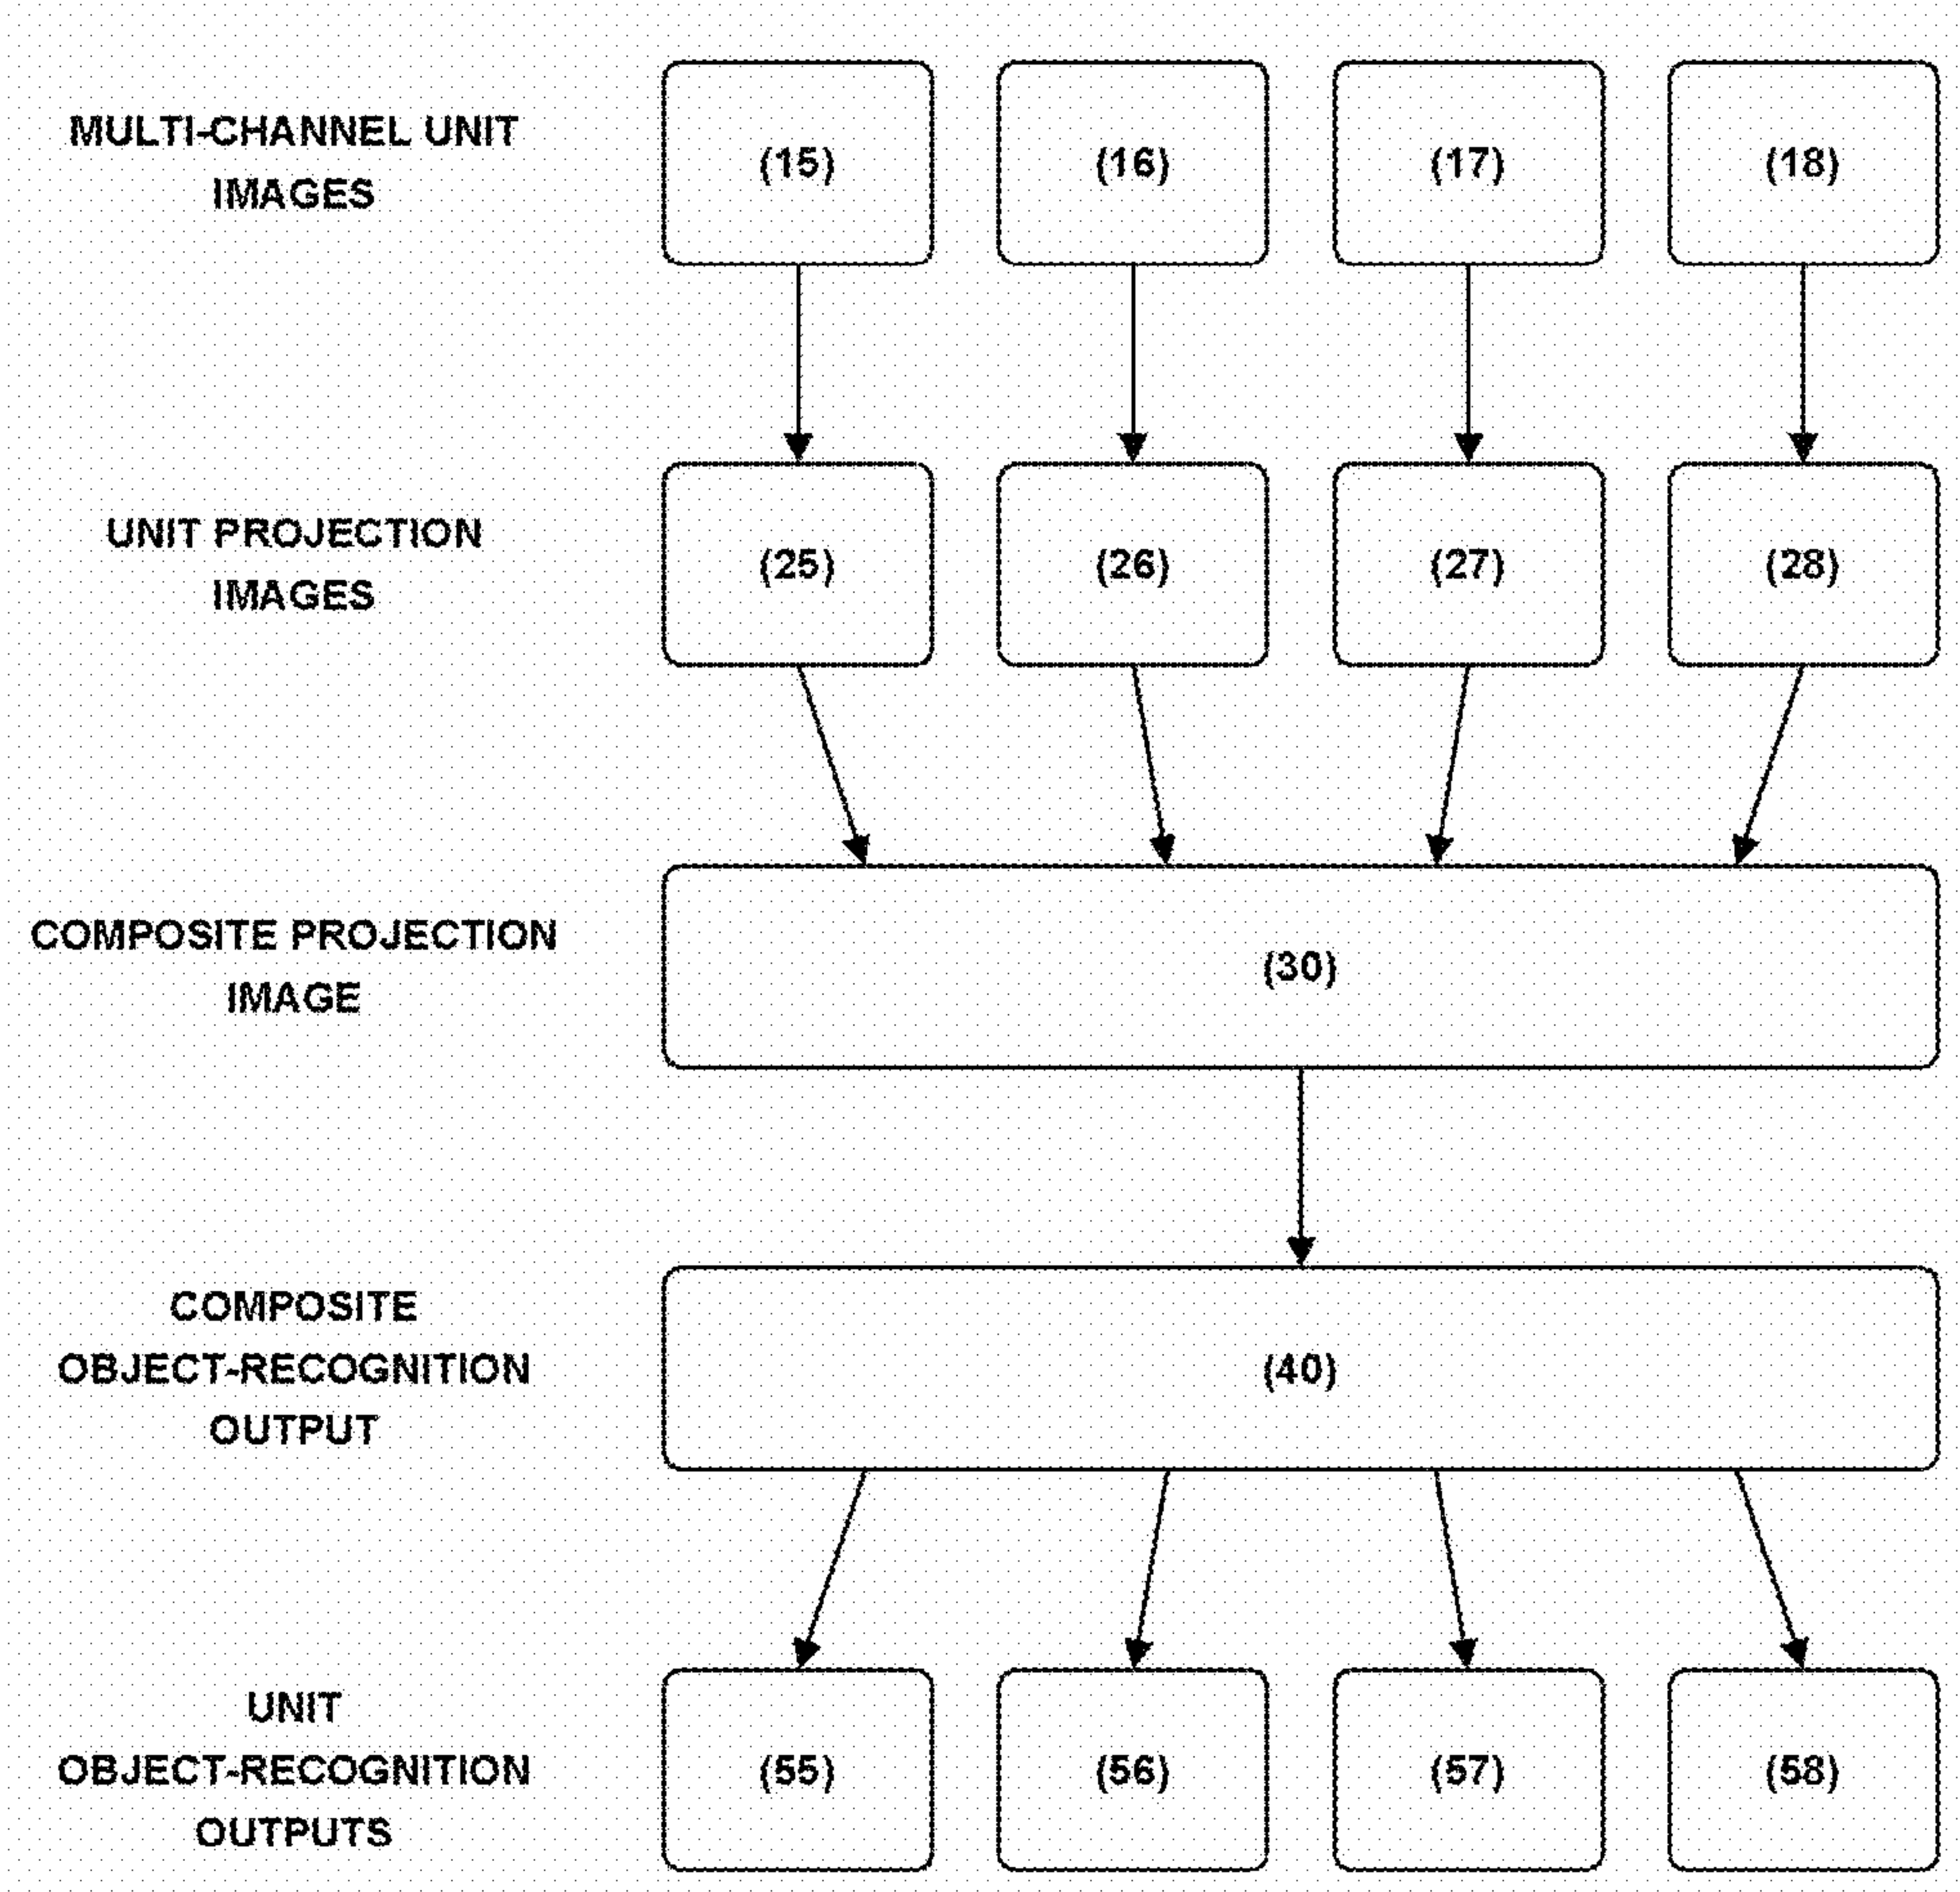 MULTI-CHANNEL UNIT
IMAGES
(15)
(16)
(17)
(18)
UNIT PROJECTION
IMAGES
(25)
(26)
(27)
(28)
COMPOSITE PROJECTION
IMAGE
(30)
COMPOSITE
OBJECT-RECOGNITION
OUTPUT
(40)
UNIT
OBJECT-RECOGNITION
OUTPUTS
(55)
(56)
(57)
(58)